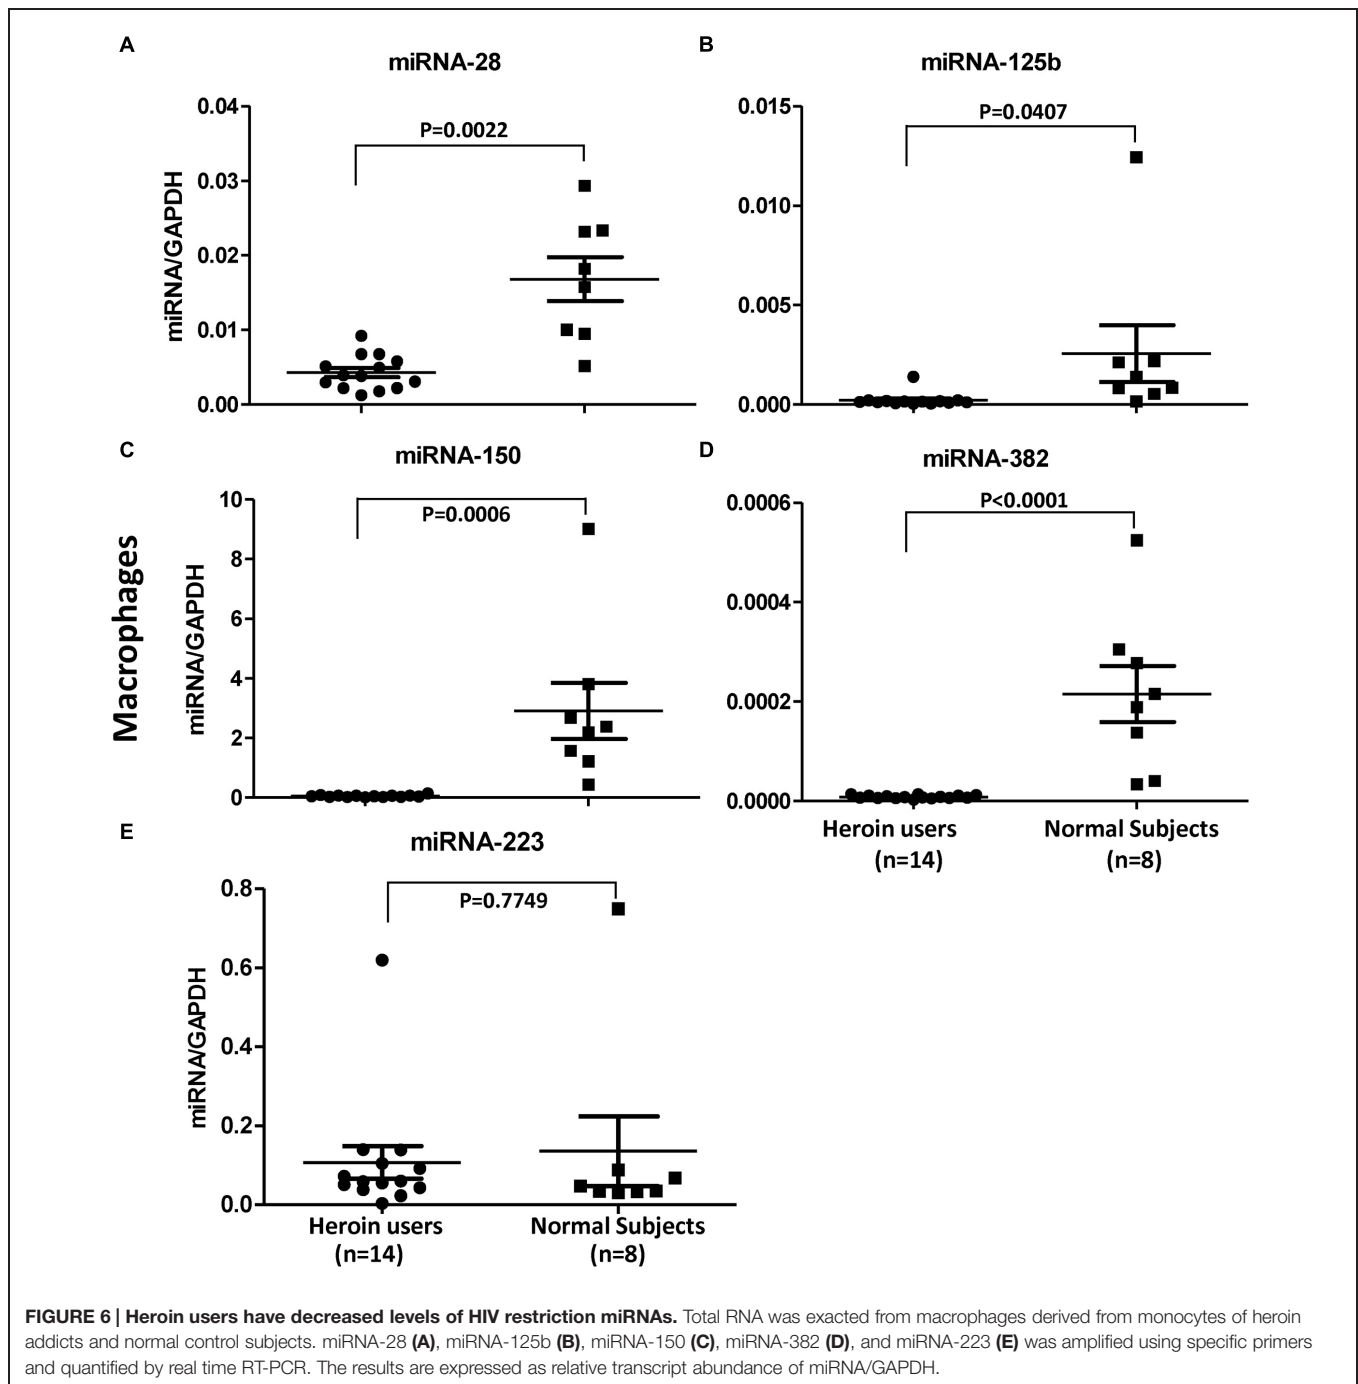 A
miRNA-28
0.04
0.03
0.02
0.01
0.00
miRNA/GAPDH
P=0.0022
B
miRNA-125b
0.015
0.010
0.005
0.000
P=0.0407
Macrophages
C
miRNA-150
10
8
6
4
2
0
miRNA/GAPDH
P=0.0006
D
miRNA-382
0.0006
0.0004
0.0002
0.0000
P<0.0001
Heroin users
(n=14)
Normal Subjects
(n=8)
E
miRNA-223
0.8
0.6
0.4
0.2
0.0
miRNA/GAPDH
P=0.7749
Heroin users
(n=14)
Normal Subjects
(n=8)
FIGURE 6 | Heroin users have decreased levels of HIV restriction miRNAs. Total RNA was exacted from macrophages derived from monocytes of heroin
addicts and normal control subjects. miRNA-28 (A), miRNA-125b (B), miRNA-150 (C), miRNA-382 (D), and miRNA-223 (E) was amplified using specific primers
and quantified by real time RT-PCR. The results are expressed as relative transcript abundance of miRNA/GAPDH.